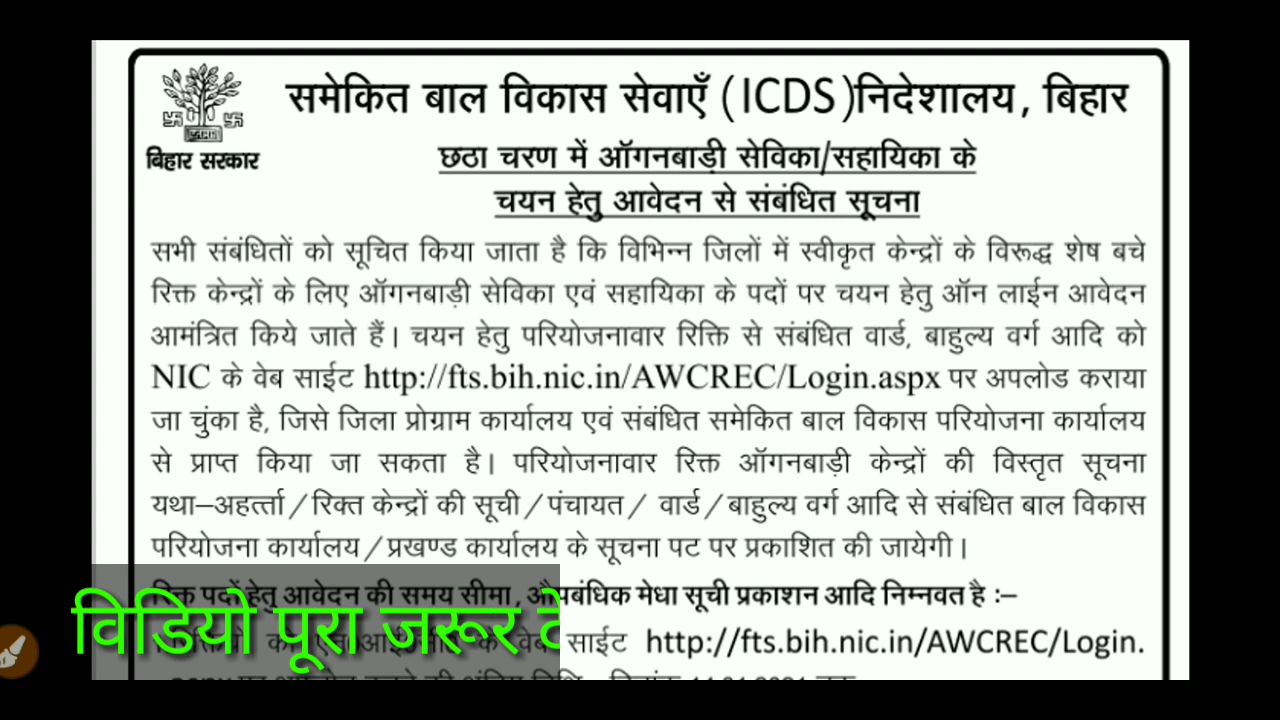 समेकित बाल विकास सेवाएँ (ICDS)निदेशालय, बिहार
बिहार सरकार
छठा चरण में ऑगनबाड़ी सेविका/सहायिका के
चयन हेतु आवेदन से संबंधित सूचना
सभी संबंधितों को सूचित किया जाता है कि विभिन्न जिलों में स्वीकृत केन्द्रों के विरूद्ध शेष बचे
रिक्त केन्द्रों के लिए ऑगनबाड़ी सेविका एवं सहायिका के पदों पर चयन हेतु ऑन लाईन आवेदन
आमंत्रित किये जाते हैं। चयन हेतु परियोजनावार रिक्ति से संबंधित वार्ड, बाहुल्य वर्ग आदि को
NIC के वेब साईट http://fts.bih.nic.in/AWCREC/Login.aspx पर अपलोड कराया
जा चुंका है, जिसे जिला प्रोग्राम कार्यालय एवं संबंधित समेकित बाल विकास परियोजना कार्यालय
से प्राप्त किया जा सकता है। परियोजनावार रिक्त ऑगनबाड़ी केन्द्रों की विस्तृत सूचना
यथा–अहर्त्ता/रिक्त केन्द्रों की सूची/पंचायत/ वार्ड/बाहुल्य वर्ग आदि से संबंधित बाल विकास
परियोजना कार्यालय/प्रखण्ड कार्यालय के सूचना पट पर प्रकाशित की जायेगी।
रिक्त पदों हेतु आवेदन की समय सीमा, औपबंधिक मेधा सूची प्रकाशन आदि निम्नवत है :–
विडियो पूरा जरूर
साईट http://fts.bih.nic.in/AWCREC/Login.